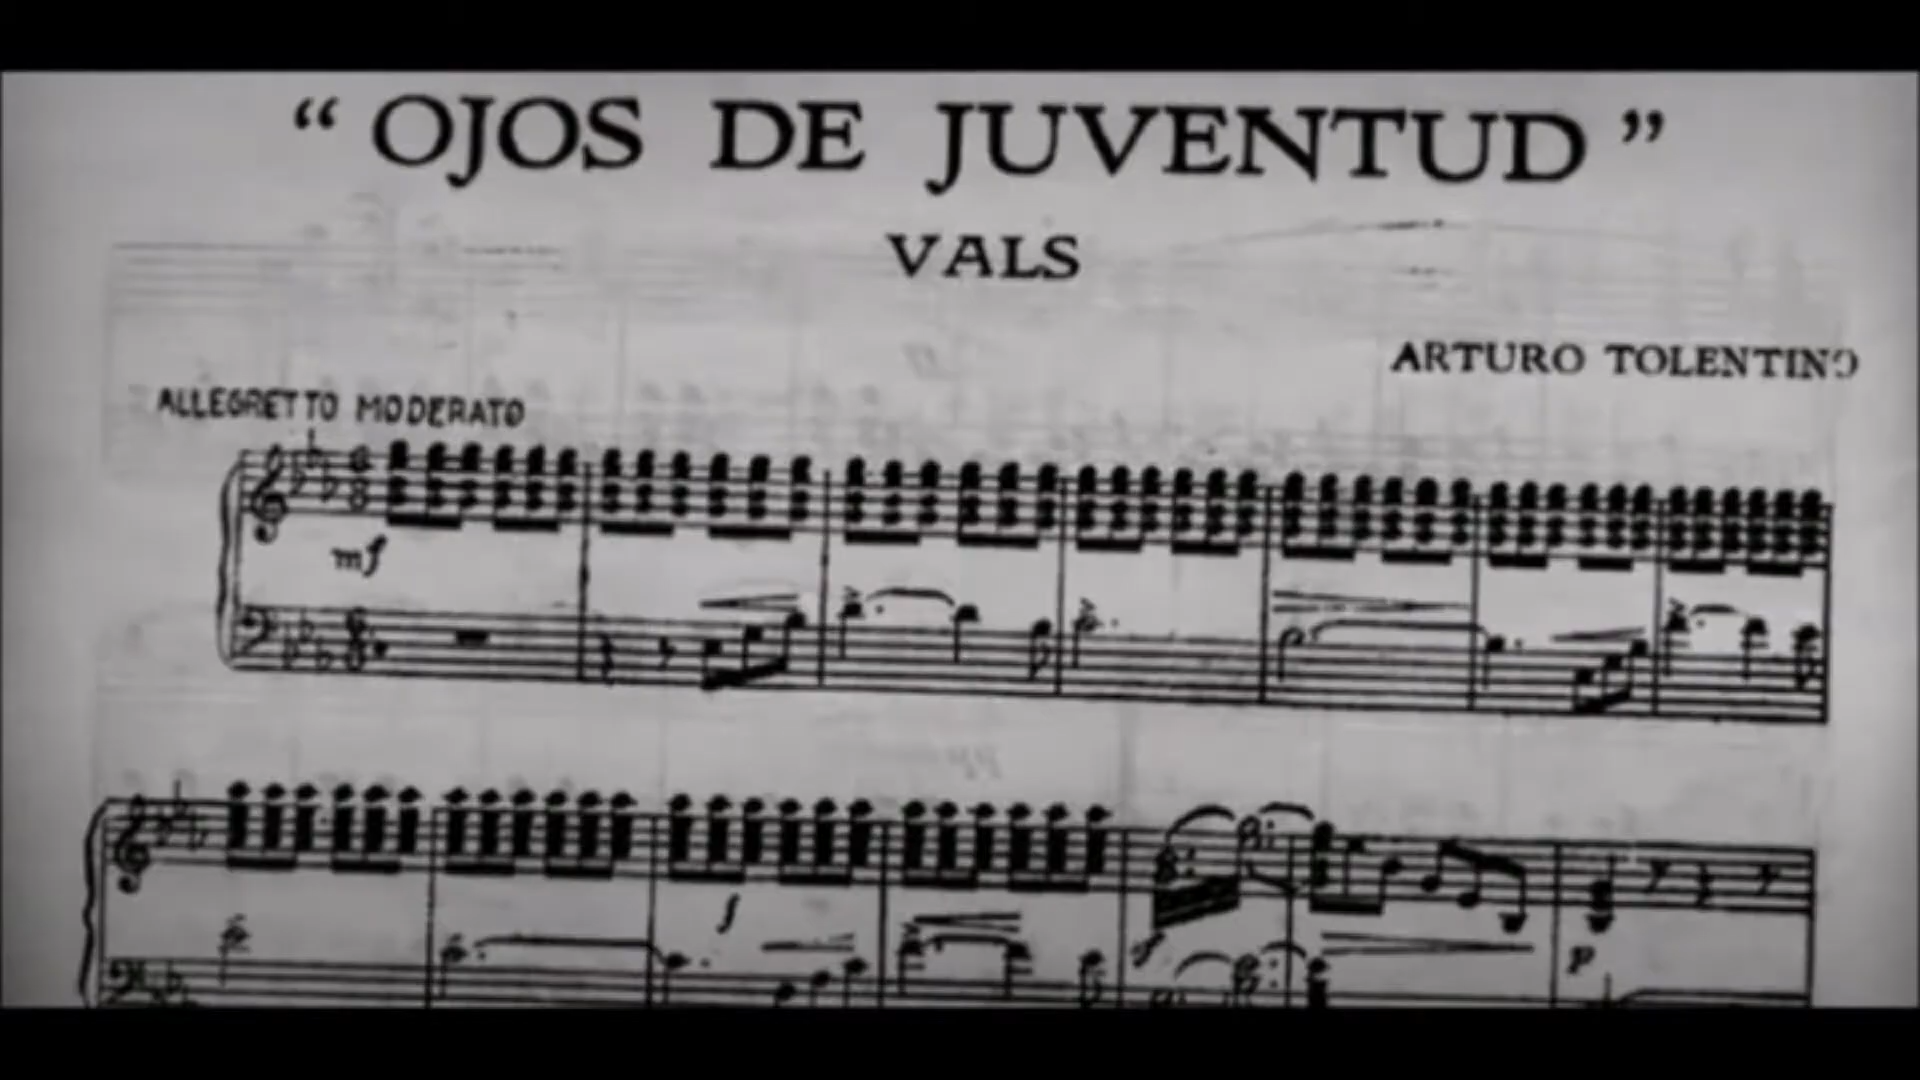 “ OJOS DE JUVENTUD ”
VALS
ARTURO TOLENTINO
ALLEGRETTO MODERATO
mf
f
f
p